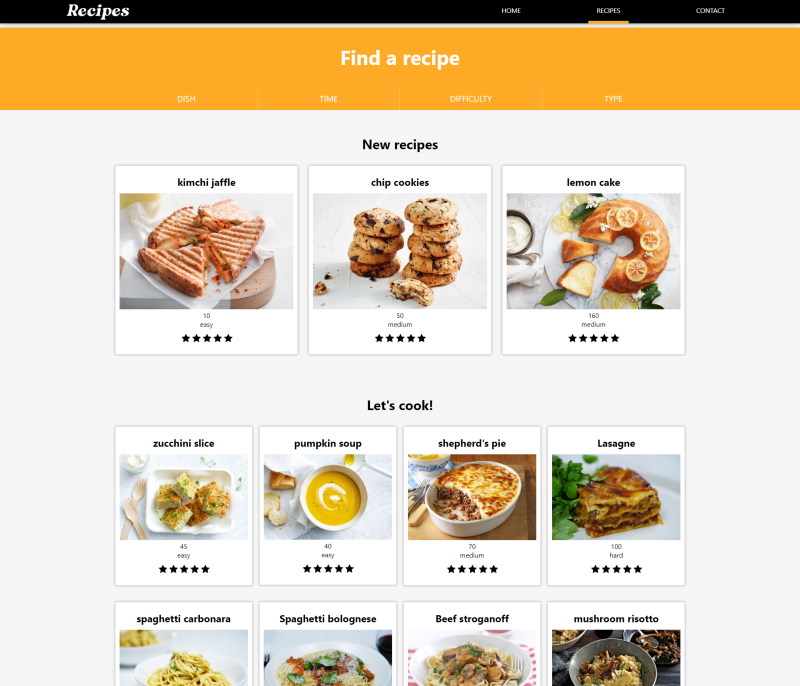 Recipes
HOME RECIPES CONTACT
Find a recipe
DISH TIME DIFFICULTY TYPE
New recipes
kimchi jaffle
10
easy
chip cookies
50
medium
lemon cake
160
medium
Let's cook!
zucchini slice
45
easy
pumpkin soup
40
easy
shepherd's pie
70
medium
Lasagne
100
hard
spaghetti carbonara
Spaghetti bolognese
Beef stroganoff
mushroom risotto